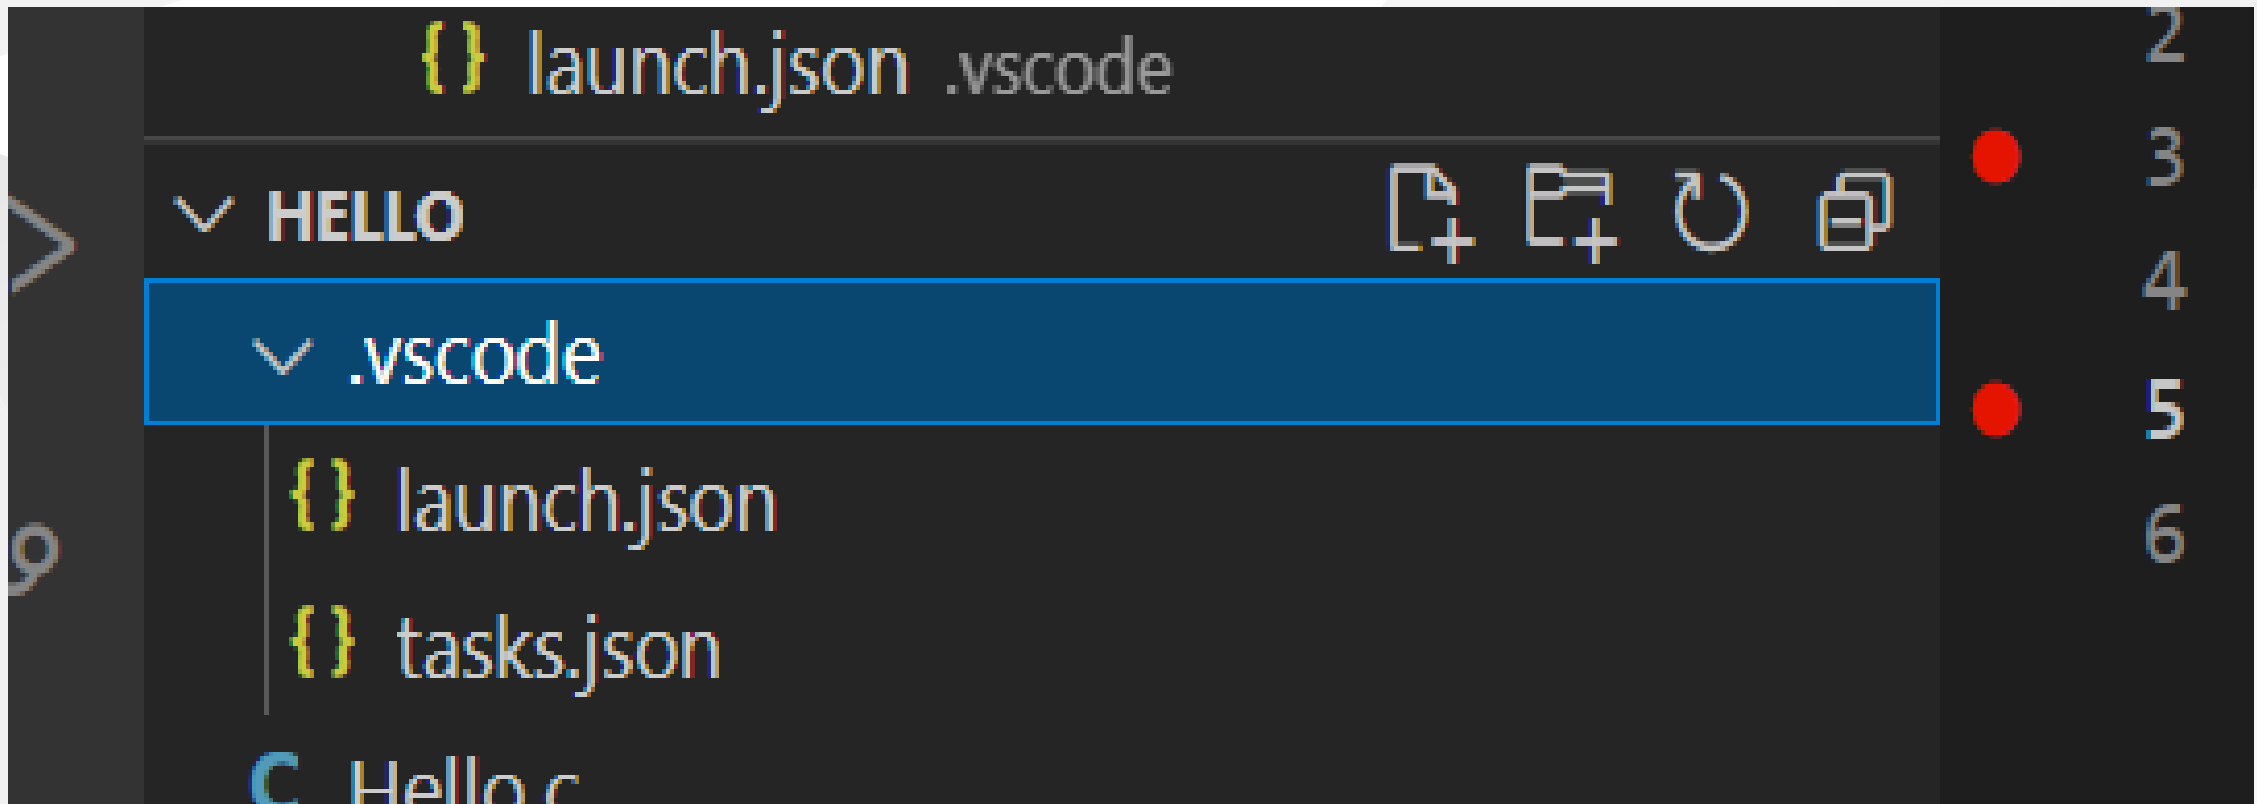 launch.json .vscode
HELLO
.vscode
launch.json
tasks.json
Hello.c
2
3
4
5
6